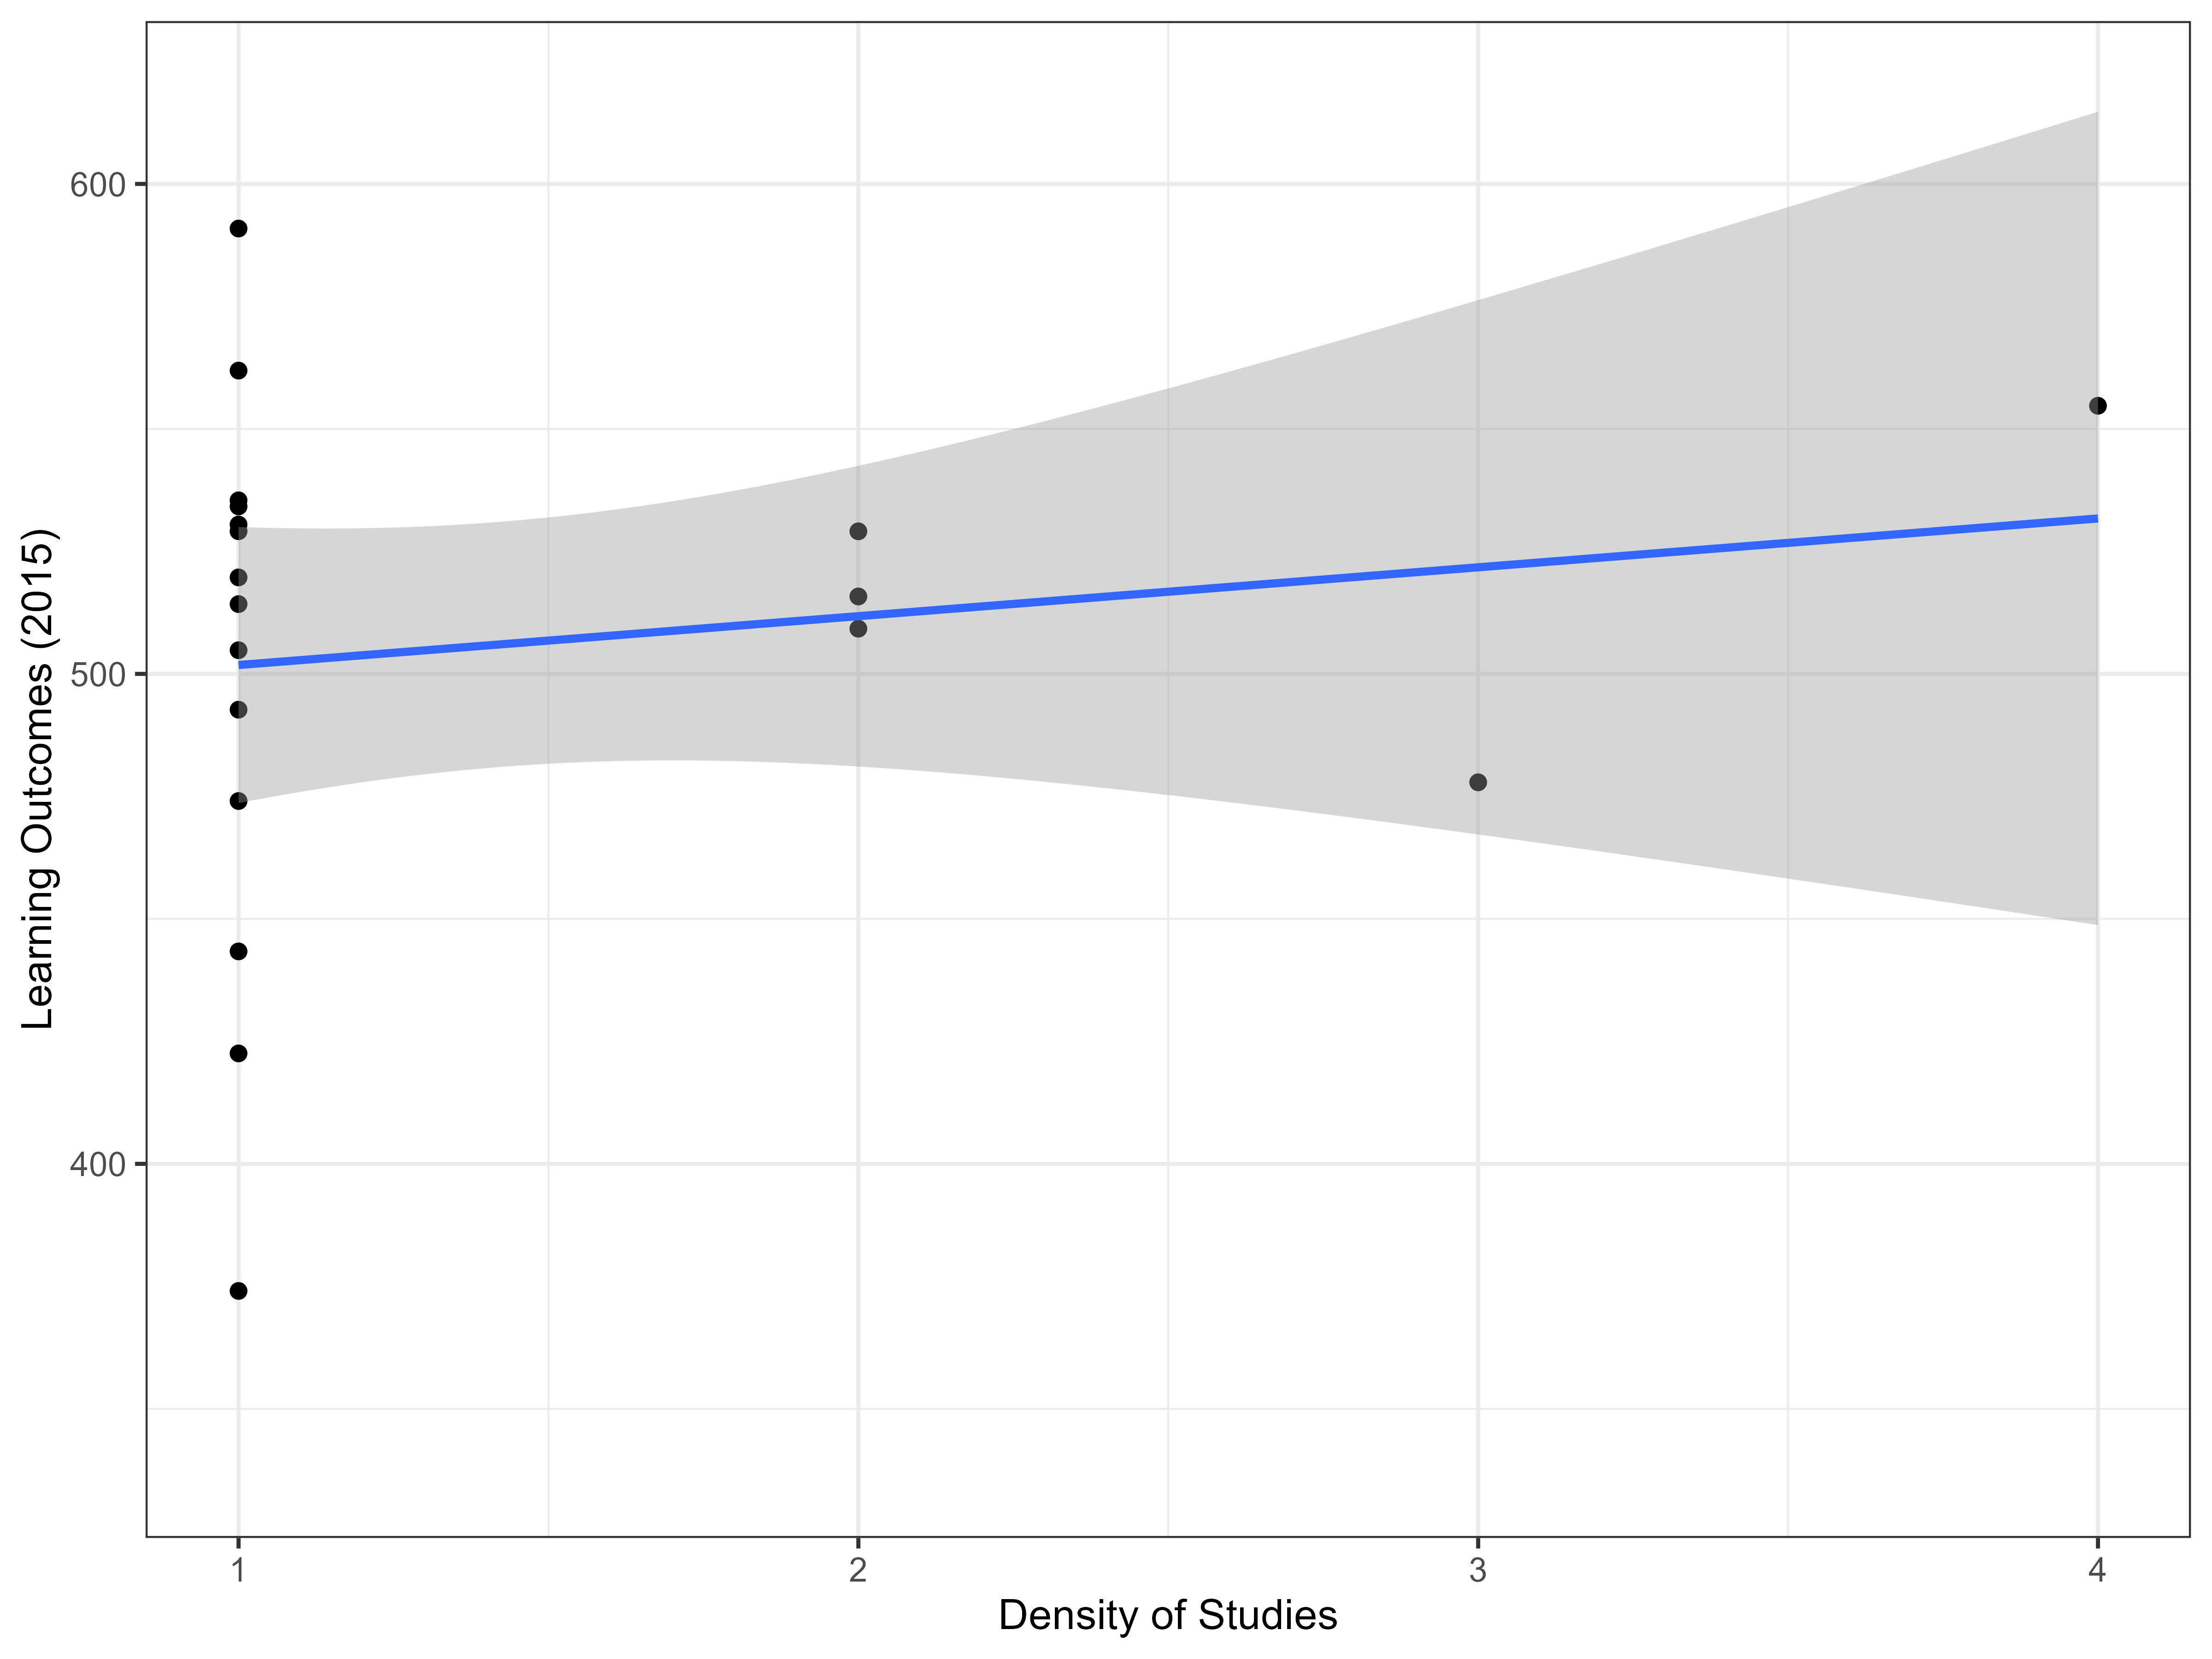 Learning Outcomes (2015)
600
500
400
1 2 3 4
Density of Studies